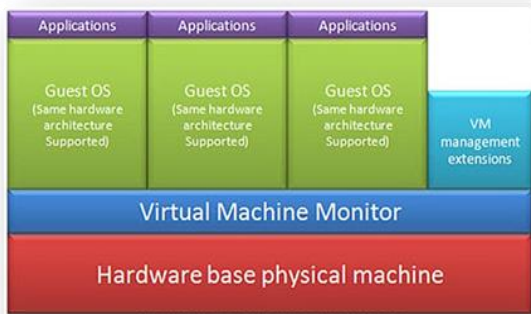 Applications
Applications
Applications
Guest OS
(Same hardware
architecture
Supported)
Guest OS
(Same hardware
architecture
Supported)
Guest OS
(Same hardware
architecture
Supported)
VM
management
extensions
Virtual Machine Monitor
Hardware base physical machine